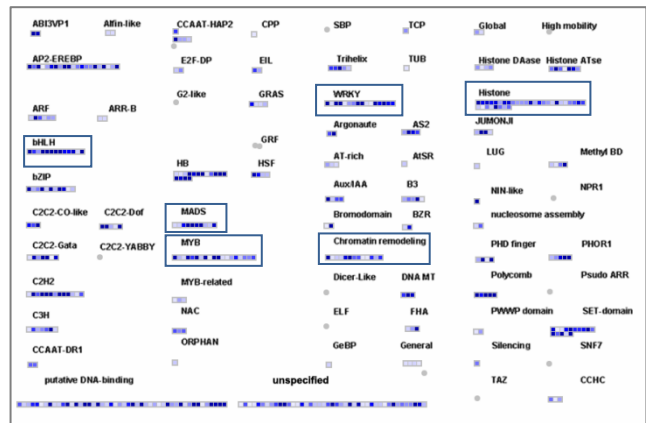 ABI3VP1 Alfin-like CCAAT-HAP2 CPP SBP TCP Global High mobility
AP2-EREBP E2F-DP EIL Trihelix TUB Histone DAase Histone ATse
G2-like GRAS WRKY Histone
ARF ARR-B Argonaute AS2 JUMONJI
bHLH GRF
HB HSF AT-rich AtSR LUG Methyl BD
bZIP Aux1AA B3 NIN-like NPR1
C2C2-CO-like C2C2-Dof MADS Bromodomain BZR nucleosome assembly
C2C2-Gata C2C2-YABBY MYB Chromatin remodeling PHD finger PHOR1
C2H2 MYB-related Dicer-Like DNA MT Polycomb Psudo ARR
C3H NAC ELF FHA PWWP domain SET-domain
CCAAT-DR1 ORPHAN GeBP General Silencing SNF7
putative DNA-binding unspecified TAZ CCHC